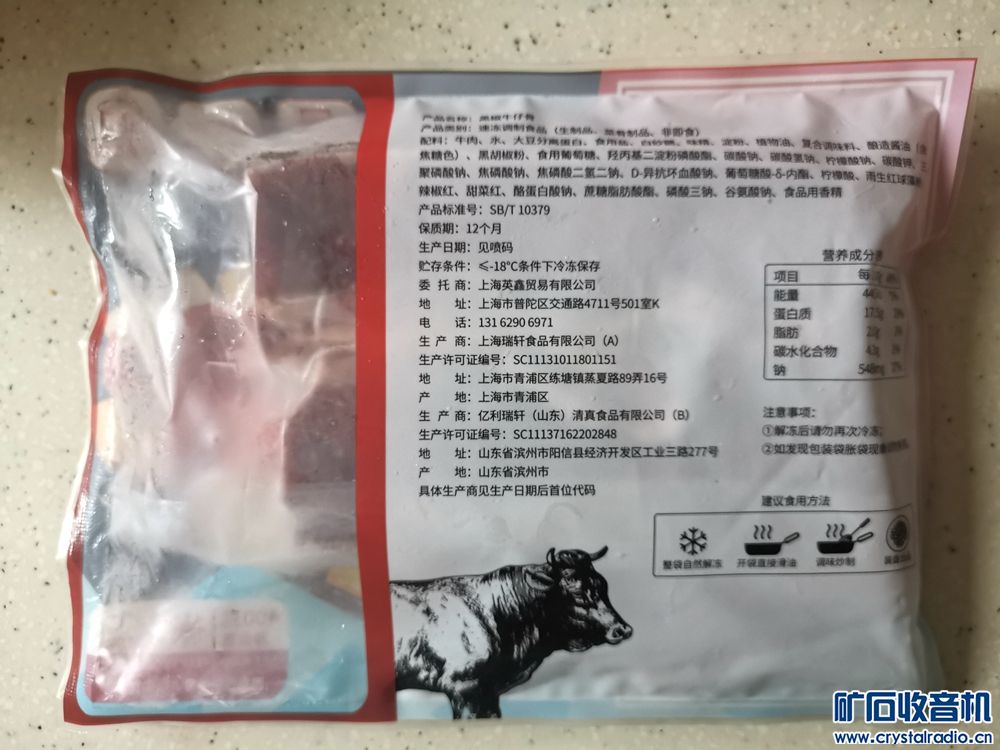 产品名称：黑椒牛仔骨
产品类别：速冻调制食品（生制品、菜肴制品、非即食）
配料：牛肉、水、大豆分离蛋白、食用盐、白砂糖、味精、淀粉、植物油、复合调味料、酿造酱油（含
焦糖色）、黑胡椒粉、食用葡萄糖、羟丙基二淀粉磷酸酯、碳酸钠、碳酸氢钠、柠檬酸钠、碳酸钾、三
聚磷酸钠、焦磷酸钠、焦磷酸二氢二钠、D-异抗坏血酸钠、葡萄糖酸-δ-内酯、柠檬酸、雨生红球藻
辣椒红、甜菜红、酪蛋白酸钠、蔗糖脂肪酸酯、磷酸三钠、谷氨酸钠、食品用香精
产品标准号：SB/T 10379
保质期：12个月
生产日期：见喷码
贮存条件：≤-18℃条件下冷冻保存
委 托 商：上海英鑫贸易有限公司
地 址：上海市普陀区交通路4711号501室K
电 话：131 6290 6971
生 产 商：上海瑞轩食品有限公司（A）
生产许可证编号：SC11131011801151
地 址：上海市青浦区练塘镇蒸夏路89弄16号
产 地：上海市青浦区
生 产 商：亿利瑞轩（山东）清真食品有限公司（B）
生产许可证编号：SC11137162202848
地 址：山东省滨州市阳信县经济开发区工业三路277号
产 地：山东省滨州市
具体生产商见生产日期后首位代码
营养成分表
项目 每
能量
蛋白质 17.5g
脂肪
碳水化合物
钠 548mg
注意事项：
①解冻后请勿再次冷冻；
②如发现包装袋胀袋现象
建议食用方法
整袋自然解冻 开袋直接滑油 调味炒制
矿石收音机
www.crystalradio.cn